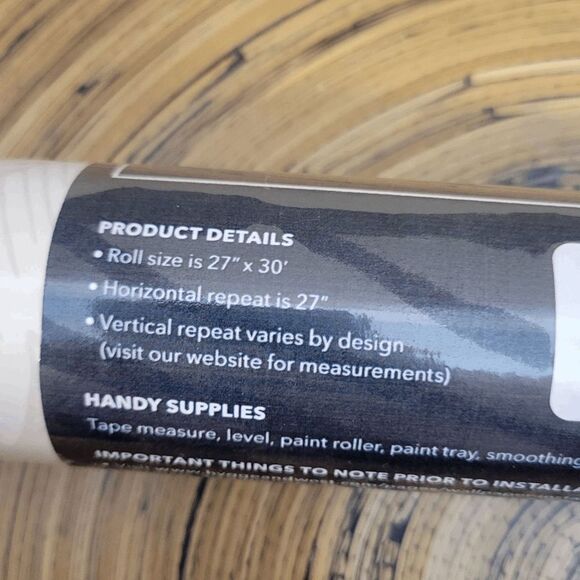 PRODUCT DETAILS
• Roll size is 27" x 30'
• Horizontal repeat is 27"
• Vertical repeat varies by design
(visit our website for measurements)
HANDY SUPPLIES
Tape measure, level, paint roller, paint tray, smoothing
IMPORTANT THINGS TO NOTE PRIOR TO INSTALLA